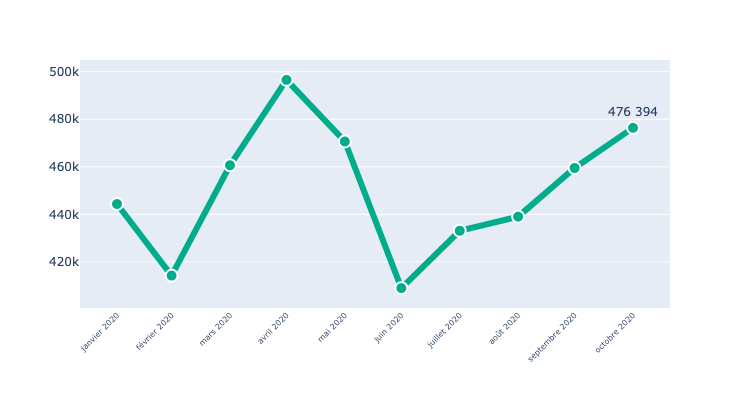 500k
480k
460k
440k
420k
476 394
janvier 2020
février 2020
mars 2020
avril 2020
mai 2020
juin 2020
juillet 2020
août 2020
septembre 2020
octobre 2020